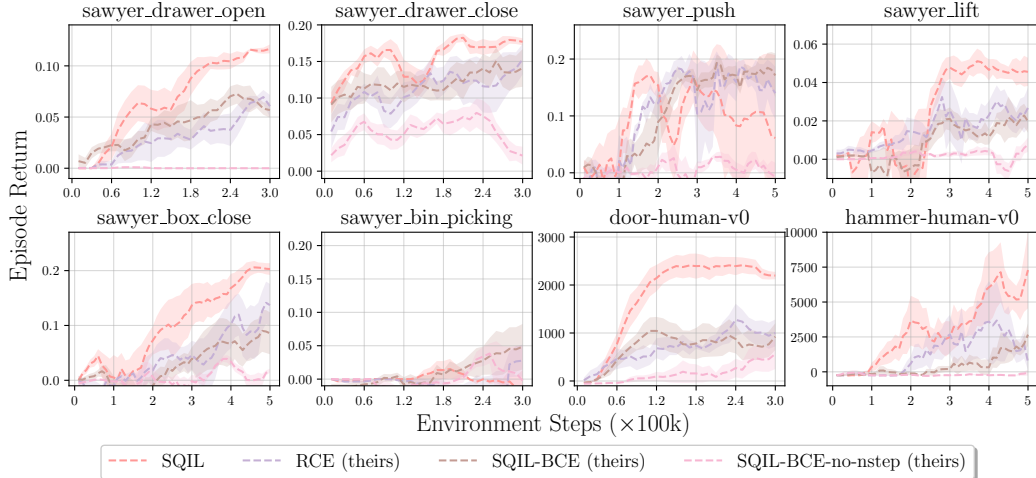 sawyer_drawer_open
sawyer_drawer_close
sawyer_push
sawyer_lift
0.10
0.05
0.00
0.0 0.6 1.2 1.8 2.4 3.0
0.20
0.15
0.10
0.05
0.00
0.0 0.6 1.2 1.8 2.4 3.0
0.2
0.1
0.0
0 1 2 3 4 5
0.06
0.04
0.02
0.00
0 1 2 3 4 5
Episode Return
sawyer_box_close
sawyer_bin_picking
door-human-v0
hammer-human-v0
0.2
0.1
0.0
0 1 2 3 4 5
0.20
0.15
0.10
0.05
0.00
0.0 0.6 1.2 1.8 2.4 3.0
3000
2000
1000
0
0.0 0.6 1.2 1.8 2.4 3.0
10000
7500
5000
2500
0
0 1 2 3 4 5
Environment Steps (×100k)
SQIL
RCE (theirs)
SQIL-BCE (theirs)
SQIL-BCE-no-nstep (theirs)